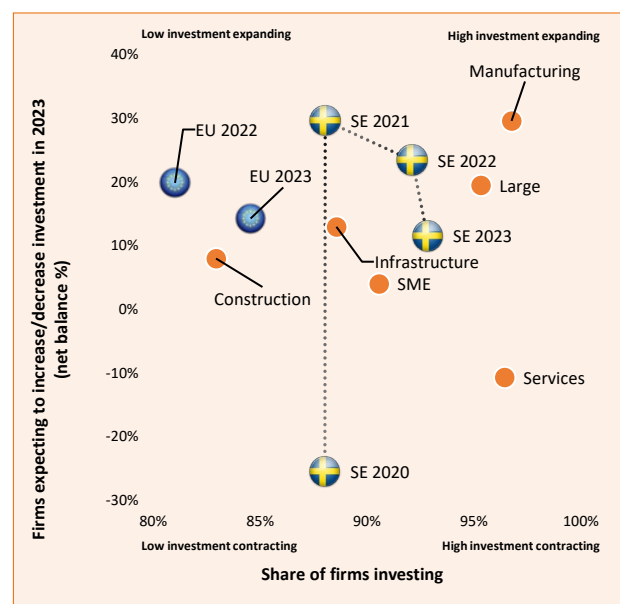 Low investment expanding
High investment expanding
Firms expecting to increase/decrease investment in 2023
(net balance %)
40%
30%
20%
10%
0%
-10%
-20%
-30%
Manufacturing
EU 2022
SE 2021
EU 2023
SE 2022
Large
SE 2023
Infrastructure
Construction
SME
Services
SE 2020
80%
85%
90%
95%
100%
Low investment contracting
High investment contracting
Share of firms investing